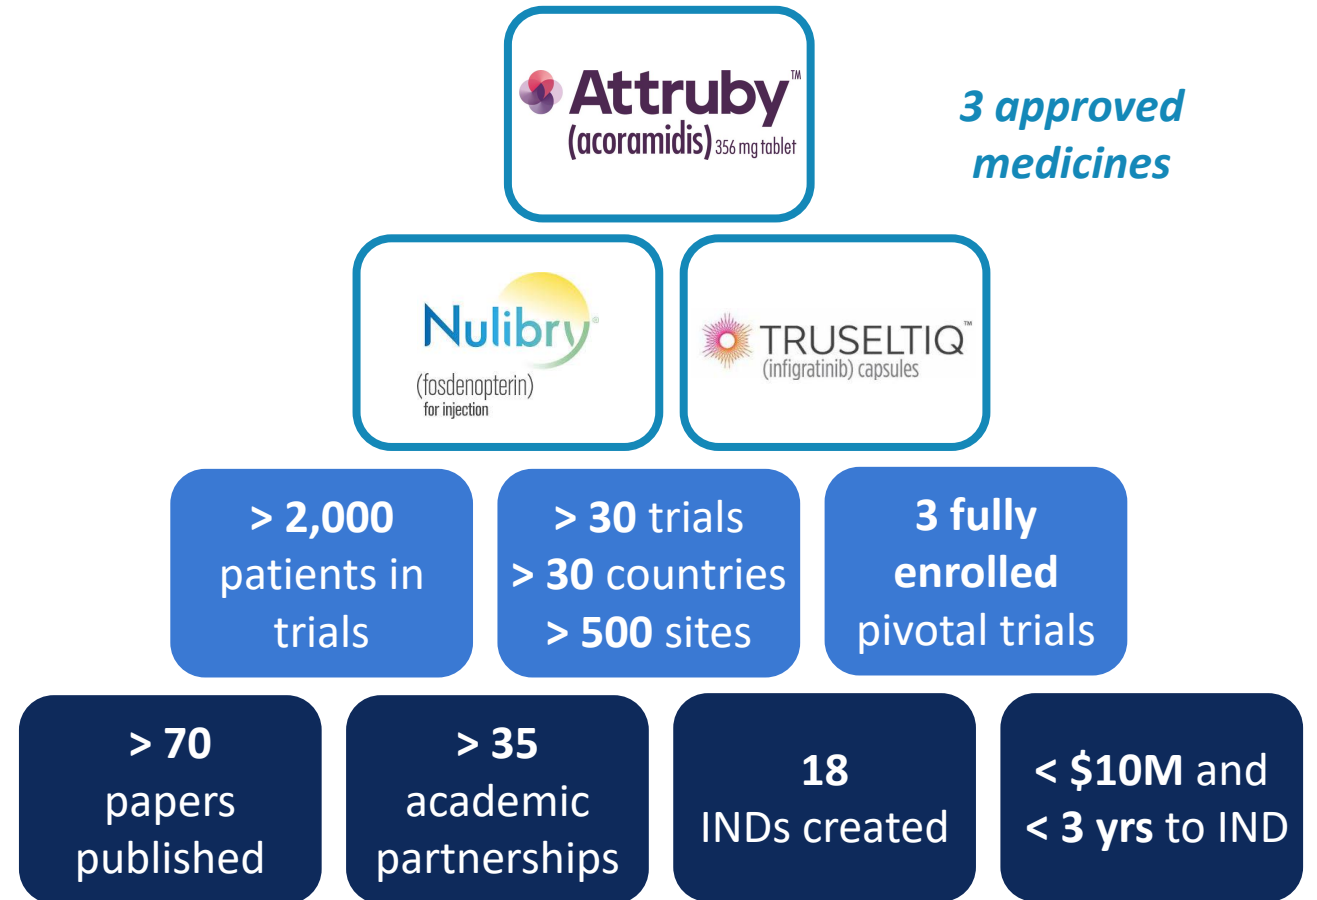 Attruby™
(acoramidis) 356 mg tablet
3 approved
medicines
Nulibry®
(fosdenopterin)
for injection
TRUSELTIQ™
(infigratinib) capsules
> 2,000
patients in
trials
> 30 trials
> 30 countries
> 500 sites
3 fully
enrolled
pivotal trials
> 70
papers
published
> 35
academic
partnerships
18
INDs created
< $10M and
< 3 yrs to IND